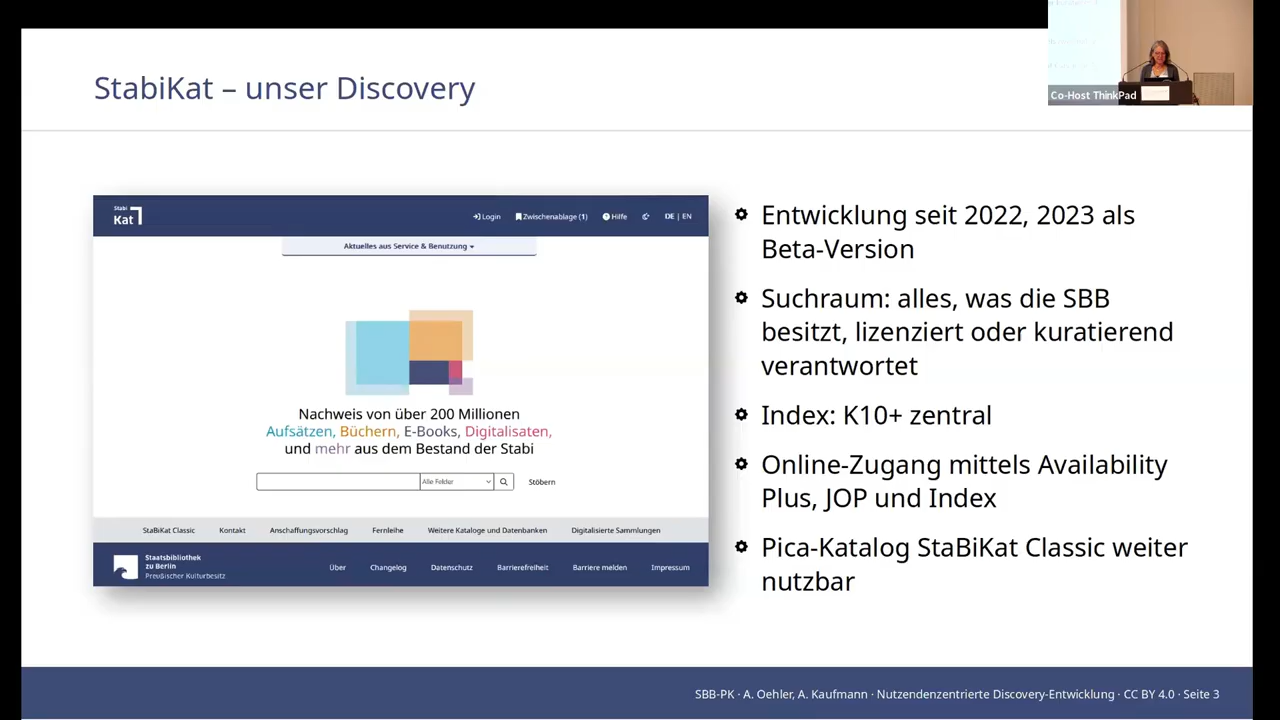 StabiKat – unser Discovery
Co-Host ThinkPad
Stabi
Kat
Login
Zwischenablage (1)
Hilfe
DE | EN
Aktuelles aus Service & Benutzung
Nachweis von über 200 Millionen
Aufsätzen, Büchern, E-Books, Digitalisaten,
und mehr aus dem Bestand der Stabi
Alle Felder
Stöbern
StaBiKat Classic
Kontakt
Anschaffungsvorschlag
Fernleihe
Weitere Kataloge und Datenbanken
Digitalisierte Sammlungen
Staatsbibliothek
zu Berlin
Preußischer Kulturbesitz
Über
Changelog
Datenschutz
Barrierefreiheit
Barriere melden
Impressum
Entwicklung seit 2022, 2023 als
Beta-Version
Suchraum: alles, was die SBB
besitzt, lizenziert oder kuratierend
verantwortet
Index: K10+ zentral
Online-Zugang mittels Availability
Plus, JOP und Index
Pica-Katalog StaBiKat Classic weiter
nutzbar
SBB-PK · A. Oehler, A. Kaufmann · Nutzendenzentrierte Discovery-Entwicklung · CC BY 4.0 · Seite 3